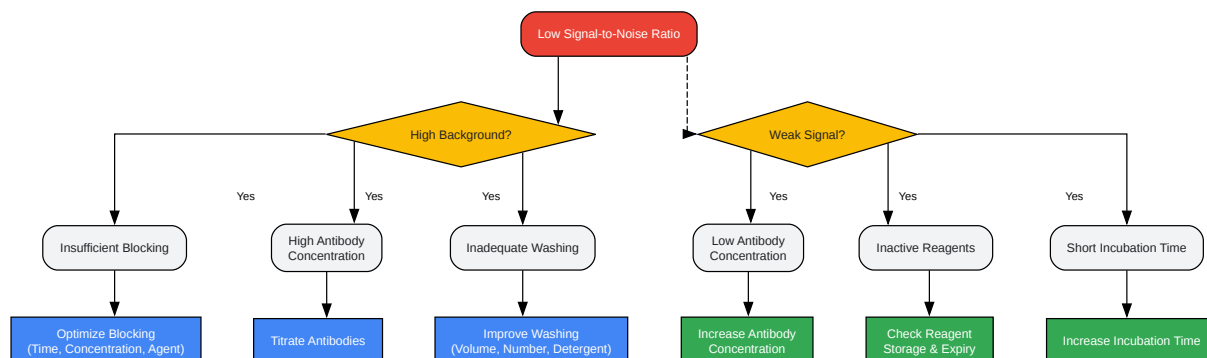 Low Signal-to-Noise Ratio
High Background?
Weak Signal?
Yes
Yes
Yes
Yes
Yes
Yes
Insufficient Blocking
High Antibody
Concentration
Inadequate Washing
Low Antibody
Concentration
Inactive Reagents
Short Incubation Time
Optimize Blocking
(Time, Concentration, Agent)
Titrate Antibodies
Improve Washing
(Volume, Number, Detergent)
Increase Antibody
Concentration
Check Reagent
Storage & Expiry
Increase Incubation Time